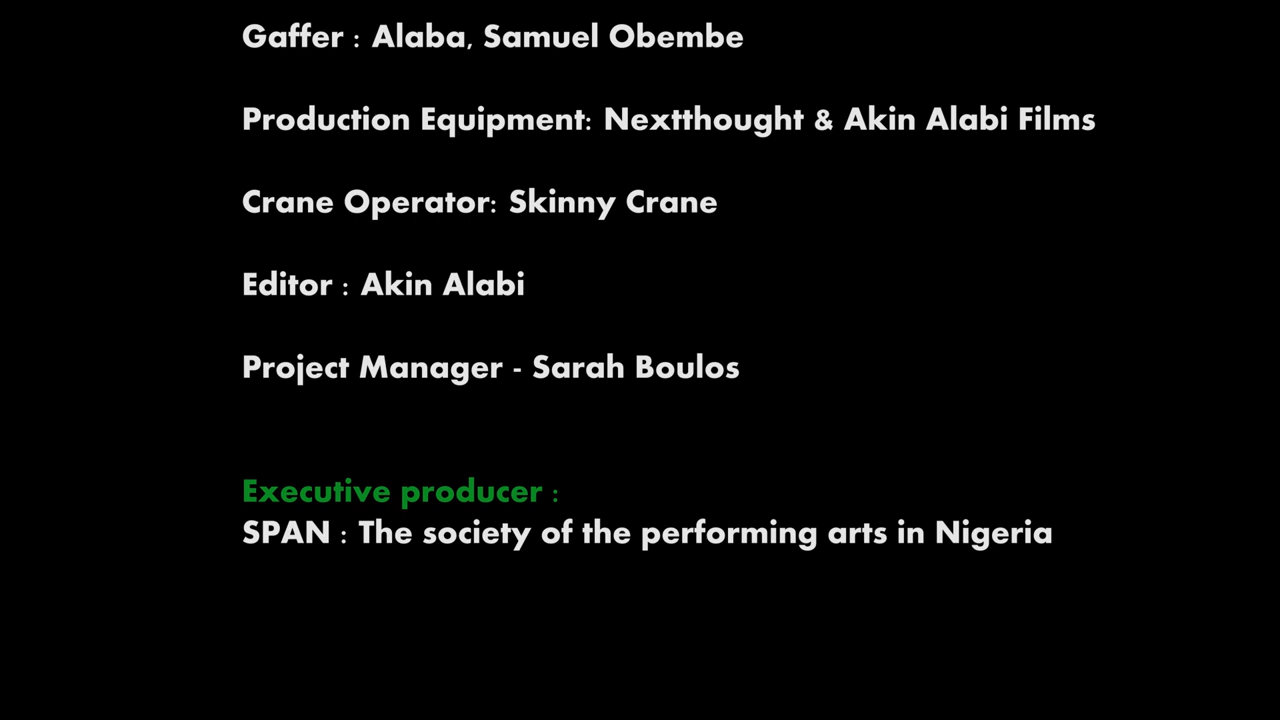 Gaffer : Alaba, Samuel Obembe
Production Equipment: Nextthought & Akin Alabi Films
Crane Operator: Skinny Crane
Editor : Akin Alabi
Project Manager - Sarah Boulos
Executive producer :
SPAN : The society of the performing arts in Nigeria